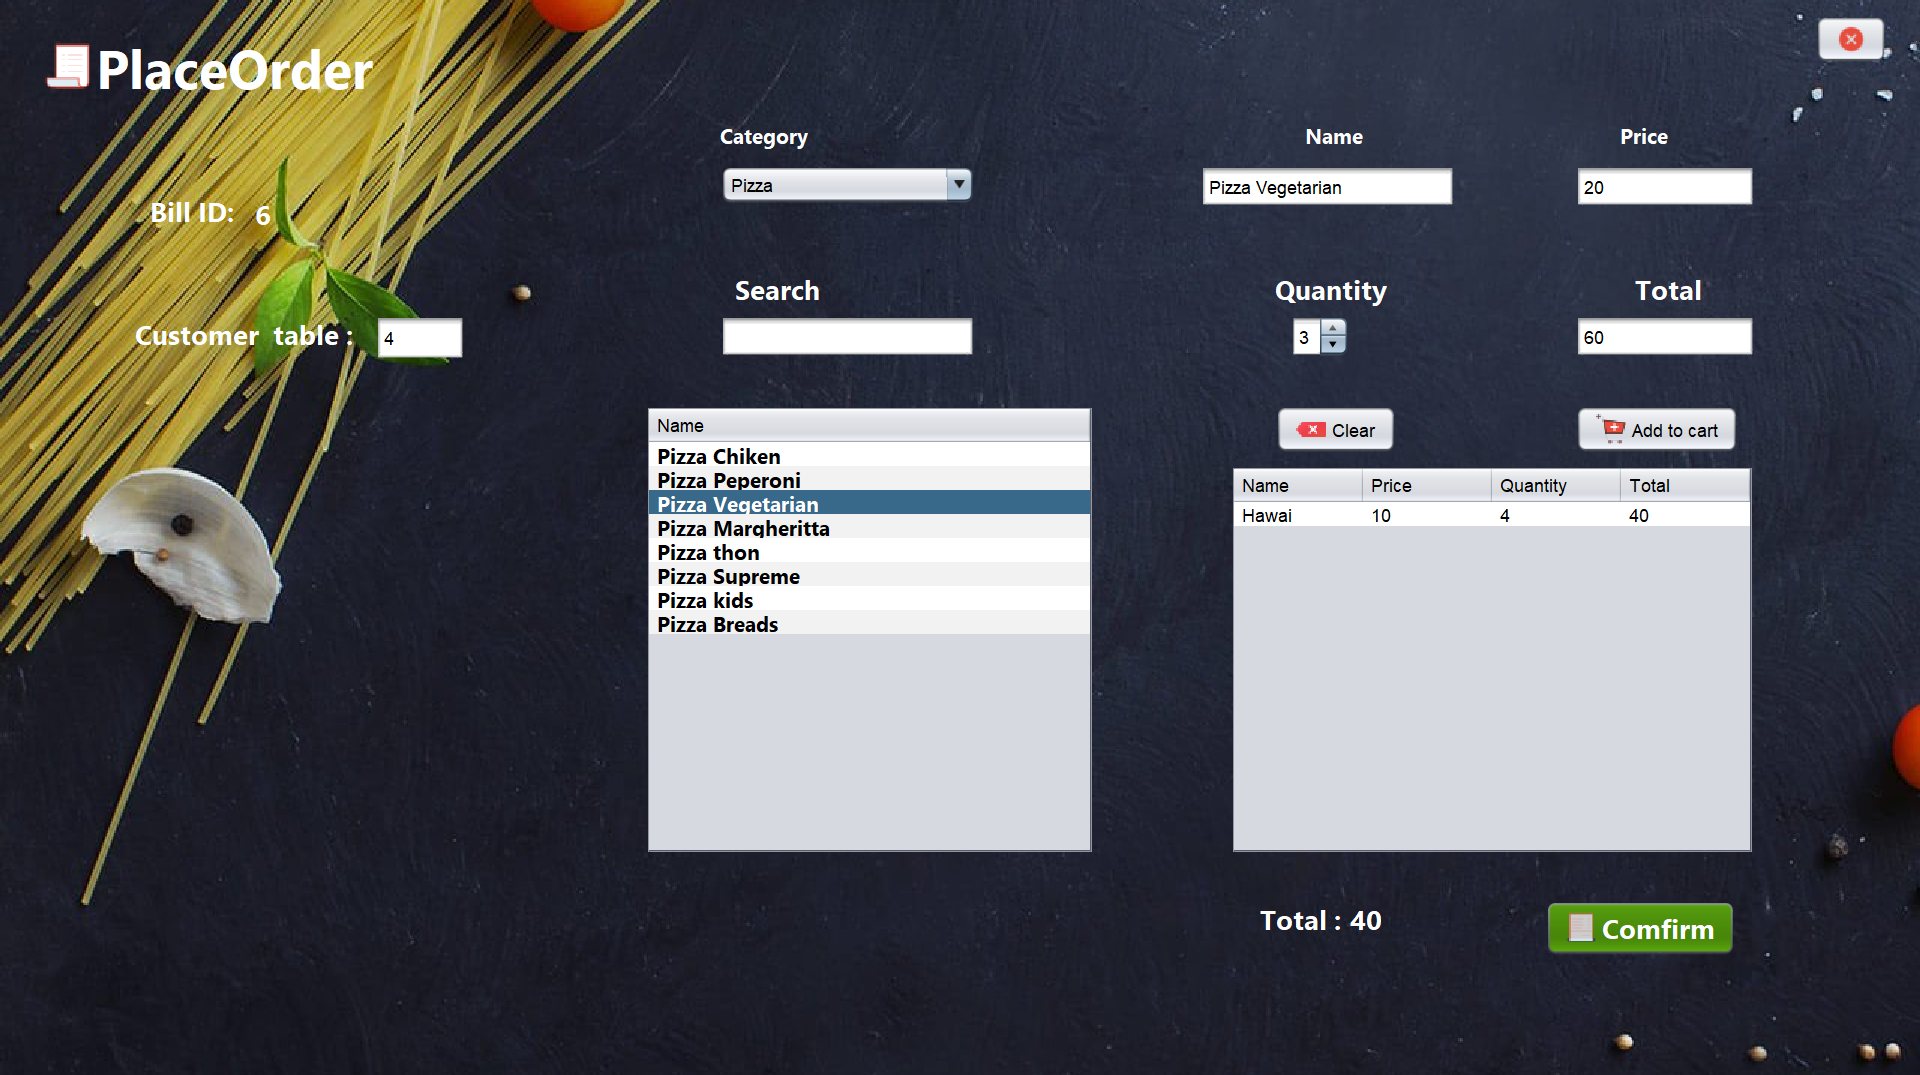 PlaceOrder
Category
Name
Price
Pizza
Pizza Vegetarian
20
Bill ID: 6
Search
Quantity
Total
Customer table :
4
3
60
Name
Clear
Add to cart
Pizza Chiken
Pizza Peperoni
Pizza Vegetarian
Pizza Margheritta
Pizza thon
Pizza Supreme
Pizza kids
Pizza Breads
Name Price Quantity Total
Hawai 10 4 40
Total : 40
Comfirm